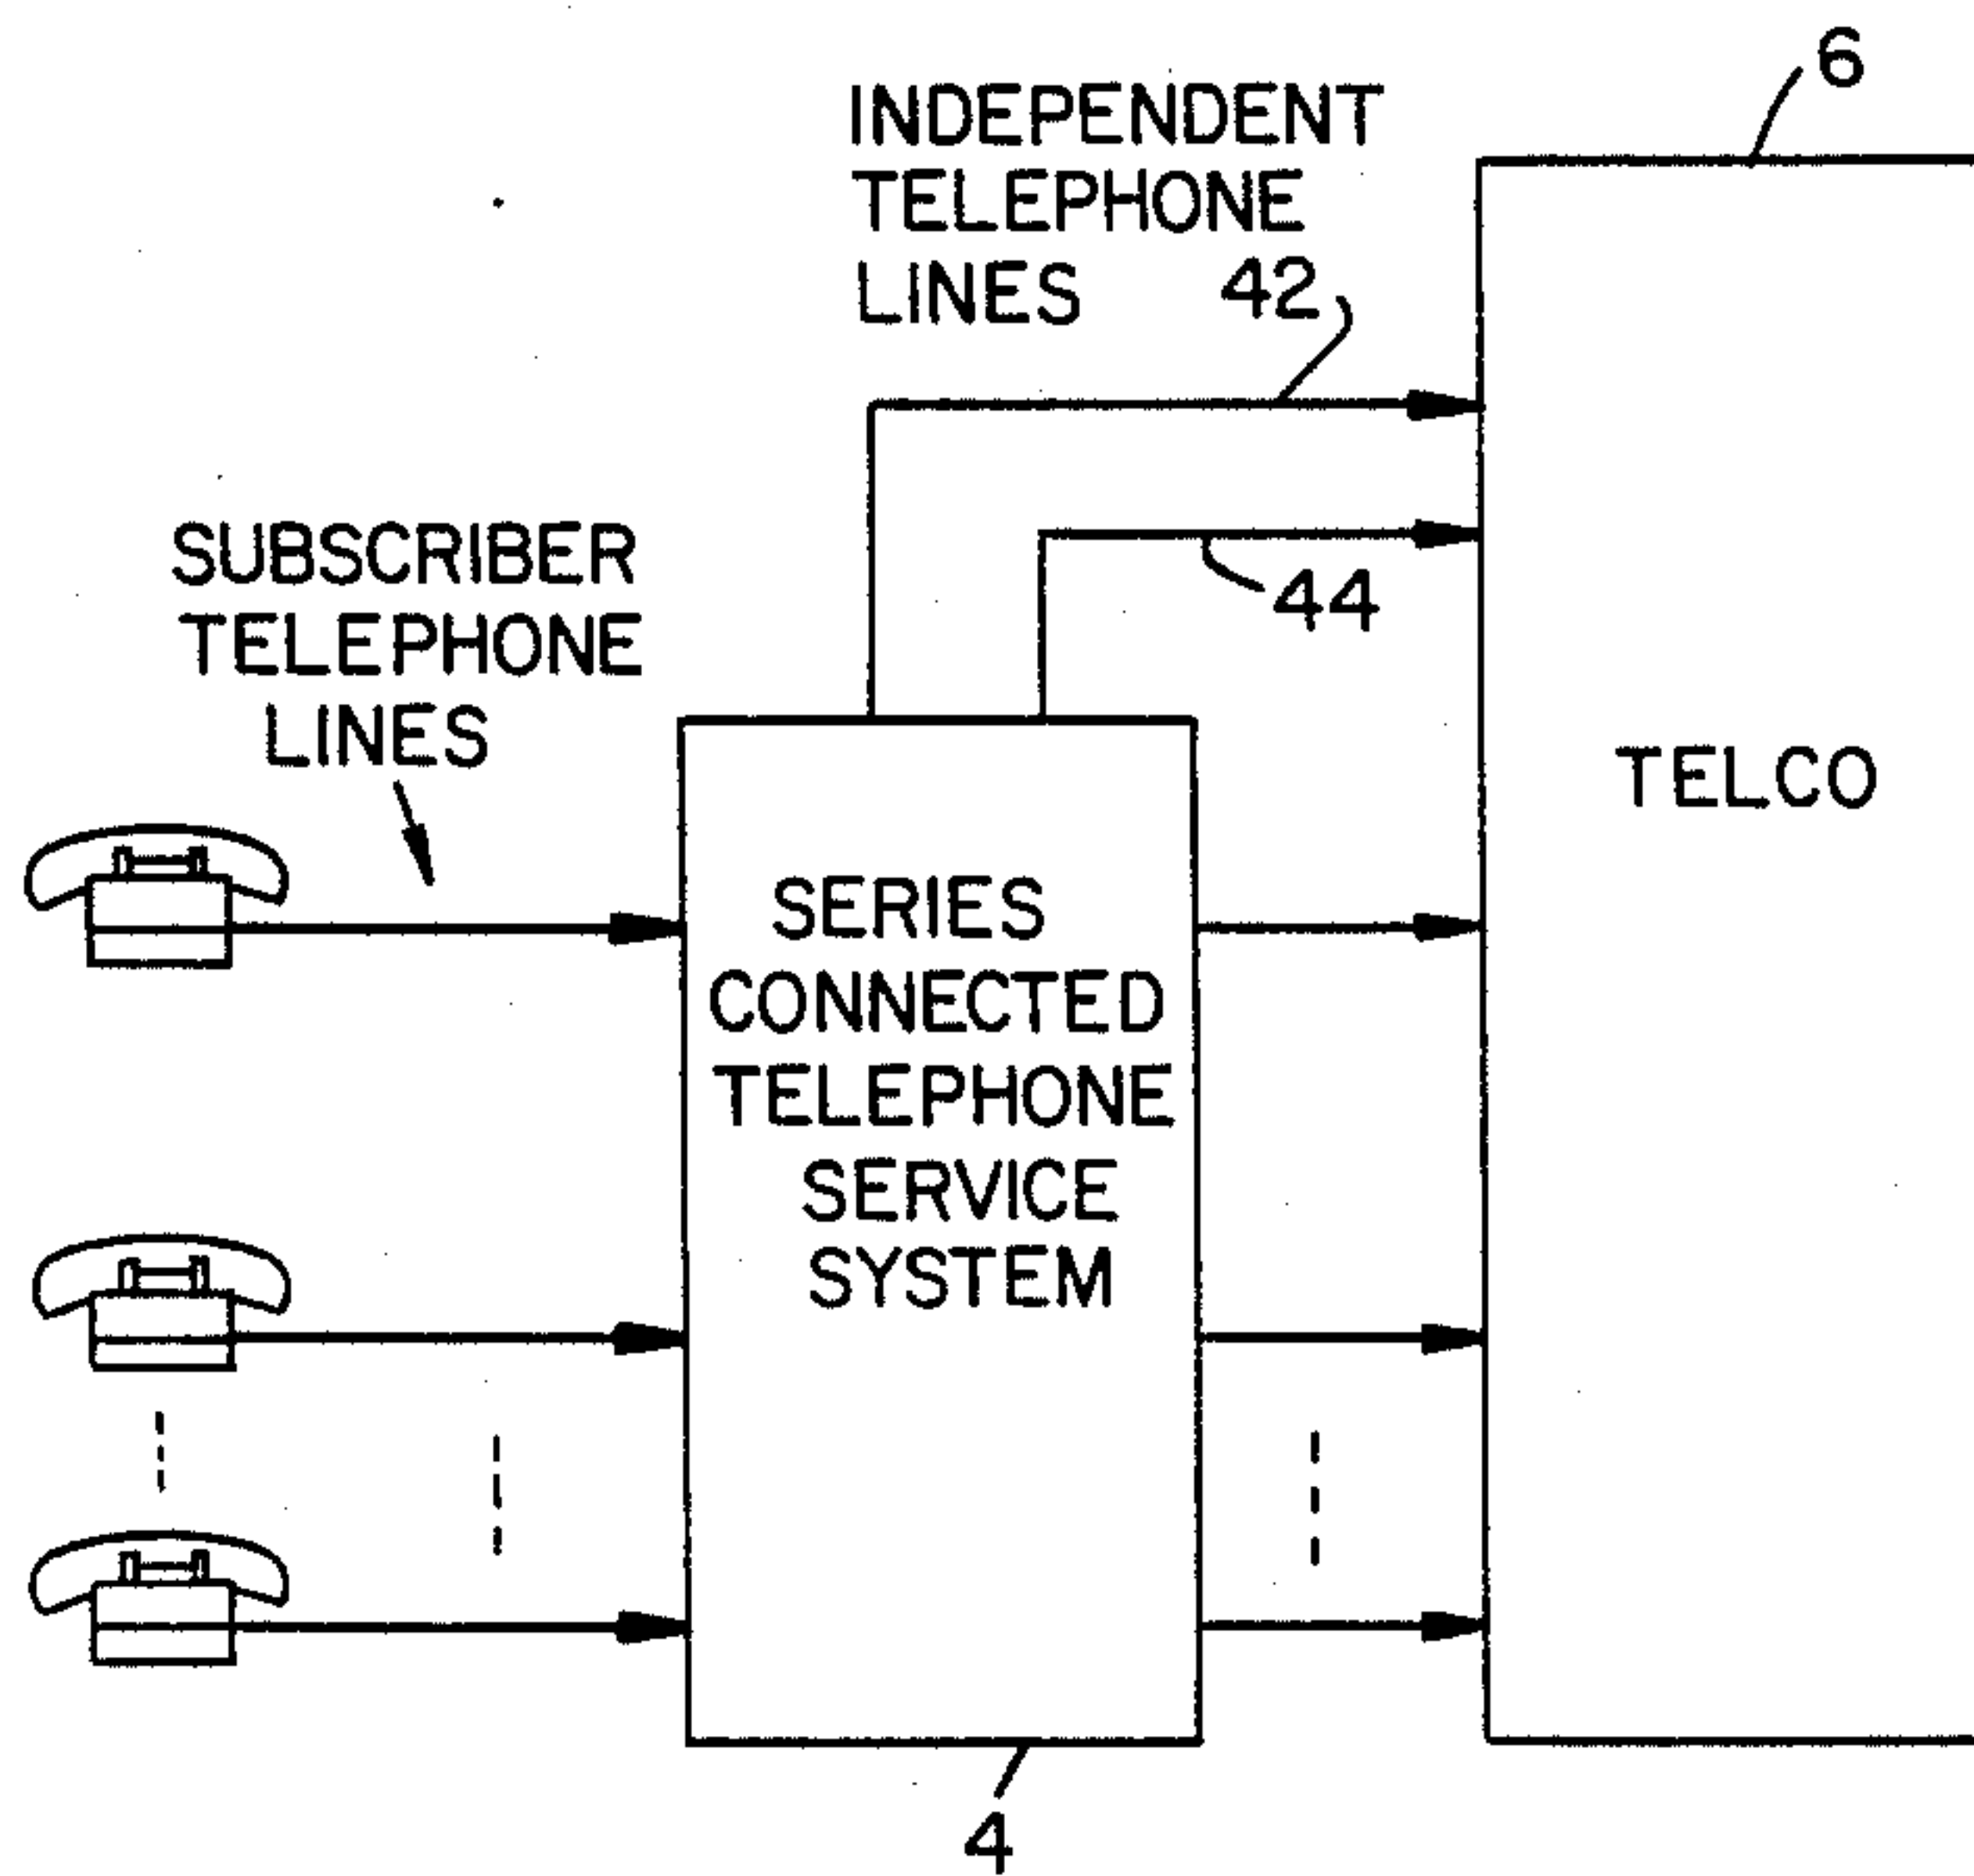 6
INDEPENDENT
TELEPHONE
LINES 42
44
SUBSCRIBER
TELEPHONE
LINES
TELCO
SERIES
CONNECTED
TELEPHONE
SERVICE
SYSTEM
4